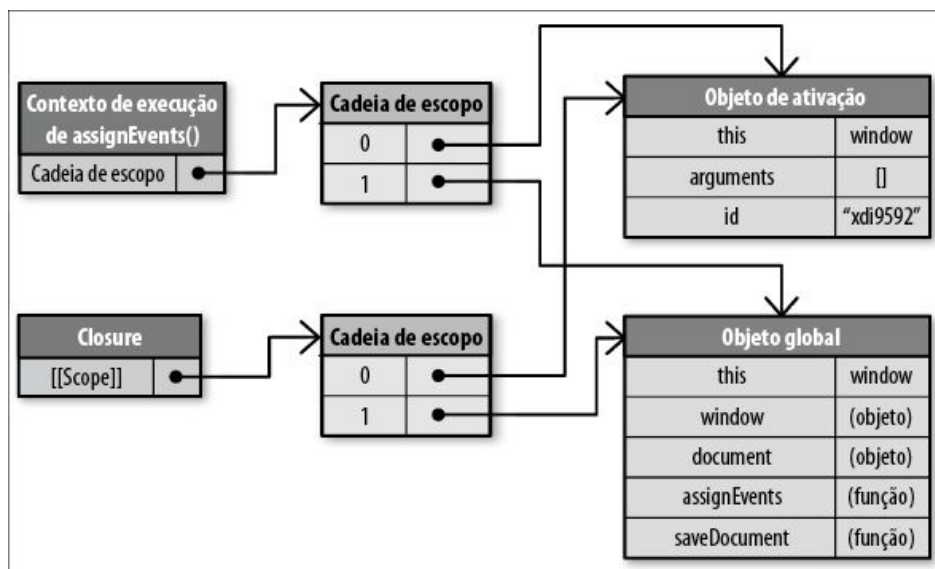 Contexto de execução
de assignEvents()
Cadeia de escopo
Cadeia de escopo
0
1
Objeto de ativação
this window
arguments []
id “xdi9592”
Closure
[[Scope]]
Cadeia de escopo
0
1
Objeto global
this window
window (objeto)
document (objeto)
assignEvents (função)
saveDocument (função)